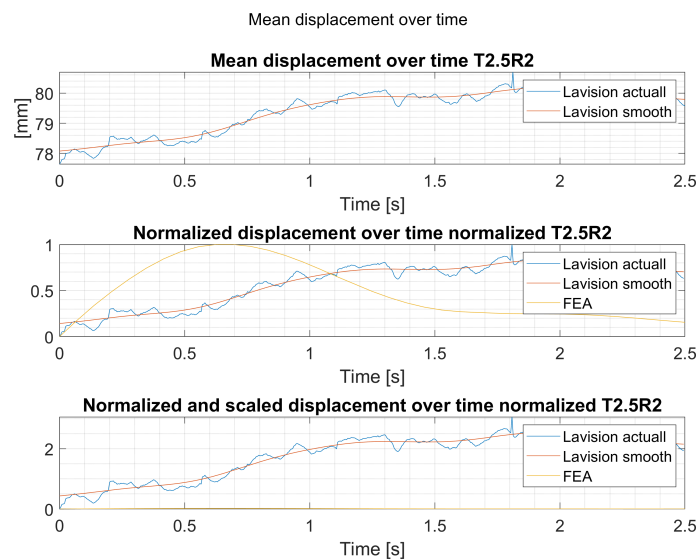 Mean displacement over time
Mean displacement over time T2.5R2
80
79
78
[mm]
Lavision actuall
Lavision smooth
0 0.5 1 1.5 2 2.5
Time [s]
Normalized displacement over time normalized T2.5R2
1
0.5
0
Lavision actuall
Lavision smooth
FEA
0 0.5 1 1.5 2 2.5
Time [s]
Normalized and scaled displacement over time normalized T2.5R2
2
0
Lavision actuall
Lavision smooth
FEA
0 0.5 1 1.5 2 2.5
Time [s]